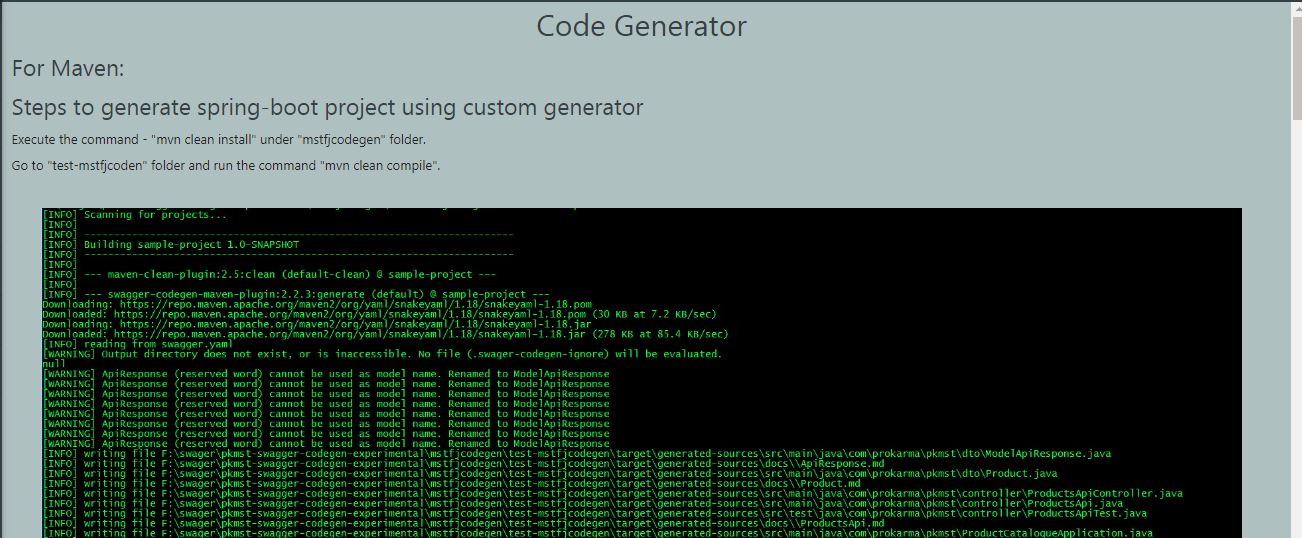 Code Generator
For Maven:
Steps to generate spring-boot project using custom generator
Execute the command - "mvn clean install" under "mstfjcodegen" folder.
Go to "test-mstfjcoden" folder and run the command "mvn clean compile".
[INFO] Scanning for projects...
[INFO]
[INFO] ------------------------------------------------------------------------
[INFO] Building sample-project 1.0-SNAPSHOT
[INFO] ------------------------------------------------------------------------
[INFO]
[INFO] --- maven-clean-plugin:2.5:clean (default-clean) @ sample-project ---
[INFO]
[INFO] --- swagger-codegen-maven-plugin:2.2.3:generate (default) @ sample-project ---
Downloading: https://repo.maven.apache.org/maven2/org/yaml/snakeyaml/1.18/snakeyaml-1.18.pom
Downloaded: https://repo.maven.apache.org/maven2/org/yaml/snakeyaml/1.18/snakeyaml-1.18.pom (30 KB at 7.2 KB/sec)
Downloading: https://repo.maven.apache.org/maven2/org/yaml/snakeyaml/1.18/snakeyaml-1.18.jar
Downloaded: https://repo.maven.apache.org/maven2/org/yaml/snakeyaml/1.18/snakeyaml-1.18.jar (278 KB at 85.4 KB/sec)
[INFO] reading from swager.yaml
[WARNING] Output directory does not exist, or is inaccessible. No file (.swager-codegen-ignore) will be evaluated.
null
[WARNING] ApiResponse (reserved word) cannot be used as model name. Renamed to ModelApiResponse
[WARNING] ApiResponse (reserved word) cannot be used as model name. Renamed to ModelApiResponse
[WARNING] ApiResponse (reserved word) cannot be used as model name. Renamed to ModelApiResponse
[WARNING] ApiResponse (reserved word) cannot be used as model name. Renamed to ModelApiResponse
[WARNING] ApiResponse (reserved word) cannot be used as model name. Renamed to ModelApiResponse
[WARNING] ApiResponse (reserved word) cannot be used as model name. Renamed to ModelApiResponse
[WARNING] ApiResponse (reserved word) cannot be used as model name. Renamed to ModelApiResponse
[WARNING] ApiResponse (reserved word) cannot be used as model name. Renamed to ModelApiResponse
[INFO] writing file F:\swager\pkmst-swagger-codegen-experimental\mstfjcodegen\test-mstfjcodegen\target\generated-sources\src\main\java\com\prokarma\pkmst\dto\ModelApiResponse.java
[INFO] writing file F:\swager\pkmst-swagger-codegen-experimental\mstfjcodegen\test-mstfjcodegen\target\generated-sources\docs\\ApiResponse.md
[INFO] writing file F:\swager\pkmst-swagger-codegen-experimental\mstfjcodegen\test-mstfjcodegen\target\generated-sources\src\main\java\com\prokarma\pkmst\dto\Product.java
[INFO] writing file F:\swager\pkmst-swagger-codegen-experimental\mstfjcodegen\test-mstfjcodegen\target\generated-sources\docs\\Product.md
[INFO] writing file F:\swager\pkmst-swagger-codegen-experimental\mstfjcodegen\test-mstfjcodegen\target\generated-sources\src\main\java\com\prokarma\pkmst\controller\ProductsApiController.java
[INFO] writing file F:\swager\pkmst-swagger-codegen-experimental\mstfjcodegen\test-mstfjcodegen\target\generated-sources\src\main\java\com\prokarma\pkmst\controller\ProductsApi.java
[INFO] writing file F:\swager\pkmst-swagger-codegen-experimental\mstfjcodegen\test-mstfjcodegen\target\generated-sources\src\test\java\com\prokarma\pkmst\controller\ProductsApiTest.java
[INFO] writing file F:\swager\pkmst-swagger-codegen-experimental\mstfjcodegen\test-mstfjcodegen\target\generated-sources\docs\\ProductsApi.md
[INFO] writing file F:\swager\pkmst-swagger-codegen-experimental\mstfjcodegen\test-mstfjcodegen\target\generated-sources\src\main\java\com\prokarma\pkmst\ProductCatalogueApplication.java